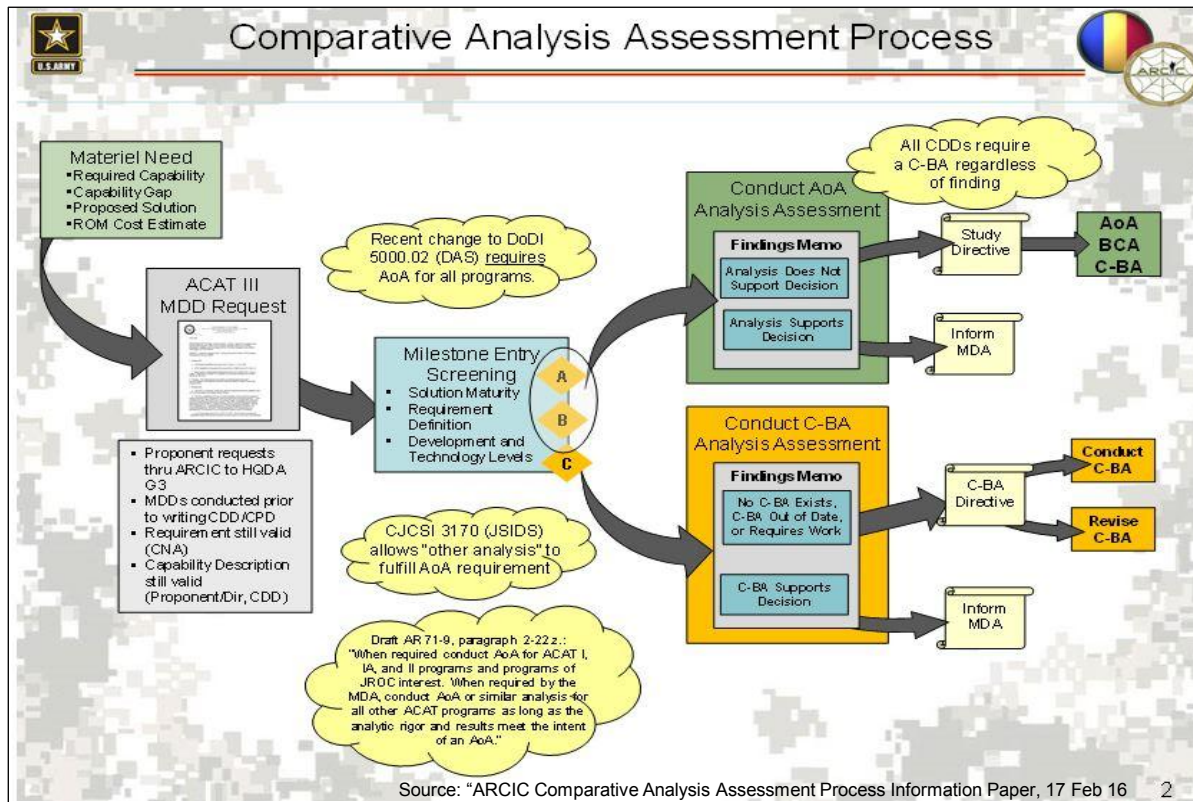 Comparative Analysis Assessment Process
U.S.ARMY
ARCIC
Materiel Need
▪Required Capability
▪Capability Gap
▪Proposed Solution
▪ROM Cost Estimate
ACAT III
MDD Request
▪ Proponent requests
thru ARCIC to HQDA
G3
▪ MDDs conducted prior
to writing CDD/CPD
▪ Requirement still valid
(CNA)
▪ Capability Description
still valid
(Proponent/Dir, CDD)
Recent change to DoDI
5000.02 (DAS) requires
AoA for all programs.
Milestone Entry
Screening
▪ Solution Maturity
▪ Requirement
Definition
▪ Development and
Technology Levels
A
B
C
CJCSI 3170 (JSIDS)
allows "other analysis" to
fulfill AoA requirement
Draft AR 71-9, paragraph 2-22z.:
"When required conduct AoA for ACAT I,
IA, and II programs and programs of
JROC interest. When required by the
MDA, conduct AoA or similar analysis for
all other ACAT programs as long as the
analytic rigor and results meet the intent
of an AoA."
All CDDs require
a C-BA regardless
of finding
Conduct AoA
Analysis Assessment
Findings Memo
Analysis Does Not
Support Decision
Analysis Supports
Decision
Study
Directive
AoA
BCA
C-BA
Inform
MDA
Conduct C-BA
Analysis Assessment
Findings Memo
No C-BA Exists,
C-BA Out of Date,
or Requires Work
C-BA Supports
Decision
C-BA
Directive
Conduct
C-BA
Revise
C-BA
Inform
MDA
Source: "ARCIC Comparative Analysis Assessment Process Information Paper, 17 Feb 16
2